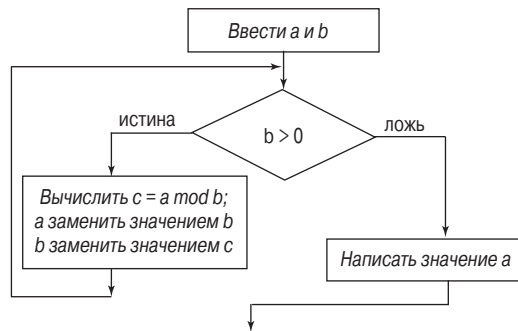 Ввести a и b
истина
b > 0
ложь
Вычислить c = a mod b;
a заменить значением b
b заменить значением c
Написать значение a